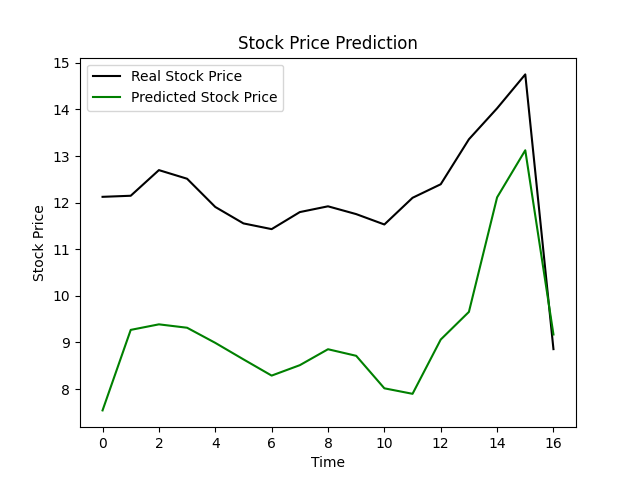 Stock Price Prediction
Real Stock Price
Predicted Stock Price
Stock Price
15
14
13
12
11
10
9
8
0 2 4 6 8 10 12 14 16
Time